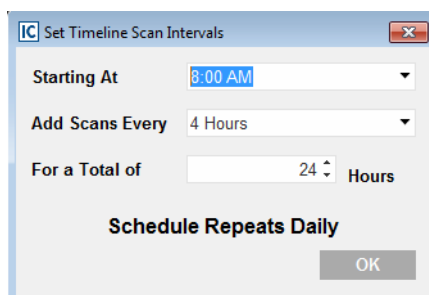 IC Set Timeline Scan Intervals
Starting At 8:00 AM
Add Scans Every 4 Hours
For a Total of 24 Hours
Schedule Repeats Daily
OK